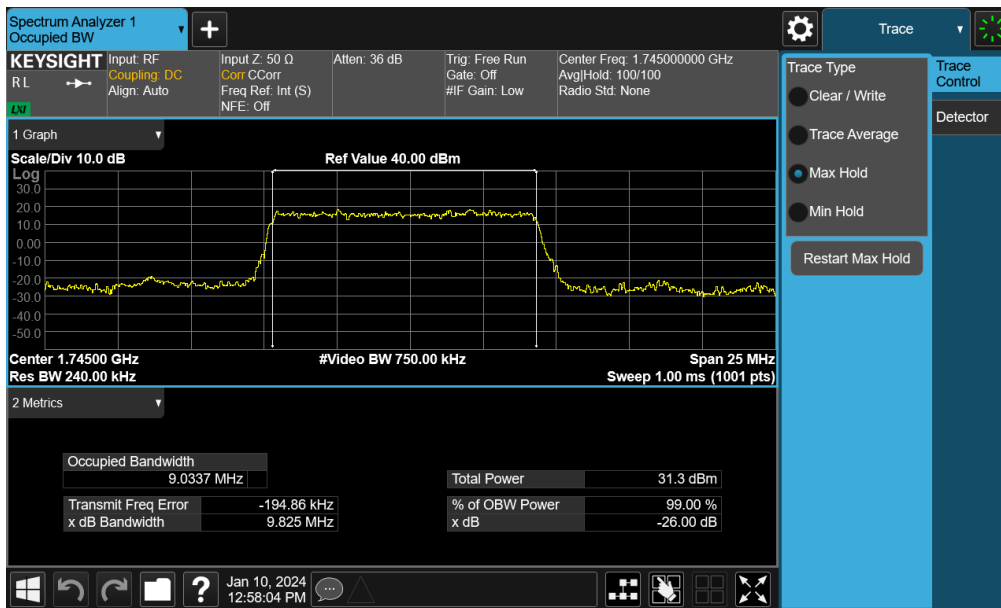 Spectrum Analyzer 1
Occupied BW
Trace
KEYSIGHT
R L
LXI
Input: RF
Coupling: DC
Align: Auto
Input Z: 50 Ω
Corr CCorr
Freq Ref: Int (S)
NFE: Off
Atten: 36 dB
Trig: Free Run
Gate: Off
#IF Gain: Low
Center Freq: 1.745000000 GHz
Avg|Hold: 100/100
Radio Std: None
Trace Type
Clear / Write
Trace Average
Max Hold
Min Hold
Restart Max Hold
Trace
Control
Detector
1 Graph
Scale/Div 10.0 dB
Ref Value 40.00 dBm
Log
30.0
20.0
10.0
0.00
-10.0
-20.0
-30.0
-40.0
-50.0
Center 1.74500 GHz
#Video BW 750.00 kHz
Span 25 MHz
Res BW 240.00 kHz
Sweep 1.00 ms (1001 pts)
2 Metrics
Occupied Bandwidth
9.0337 MHz
Total Power 31.3 dBm
Transmit Freq Error -194.86 kHz
% of OBW Power 99.00 %
x dB Bandwidth 9.825 MHz
x dB -26.00 dB
Jan 10, 2024
12:58:04 PM